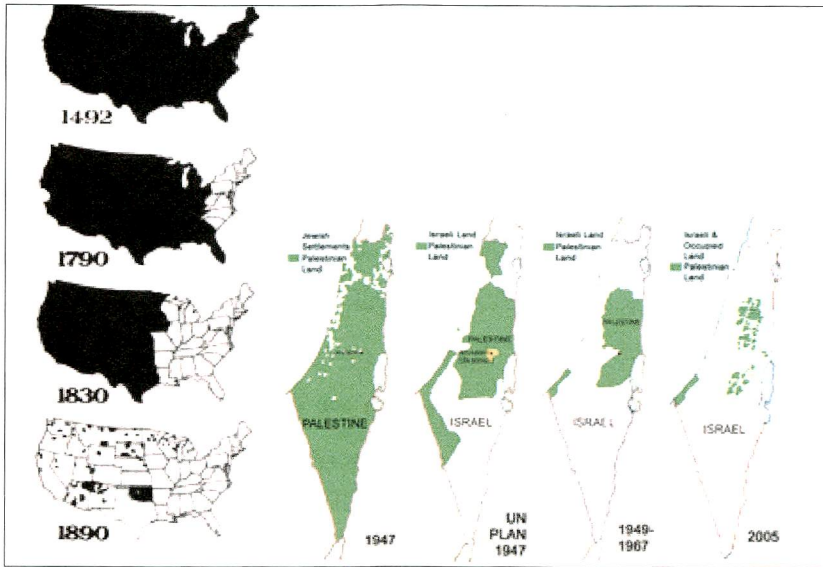 1492
1790
1830
1890
Jewish
Settlements
Palestinian
Land
PALESTINE
1947
Israeli Land
Palestinian
Land
PALESTINE
ISRAEL
UN
PLAN
1947
Israeli Land
Palestinian
Land
PALESTINE
1949-
1967
ISRAEL
Israeli &
Occupied
Land
Palestinian
Land
ISRAEL
2005